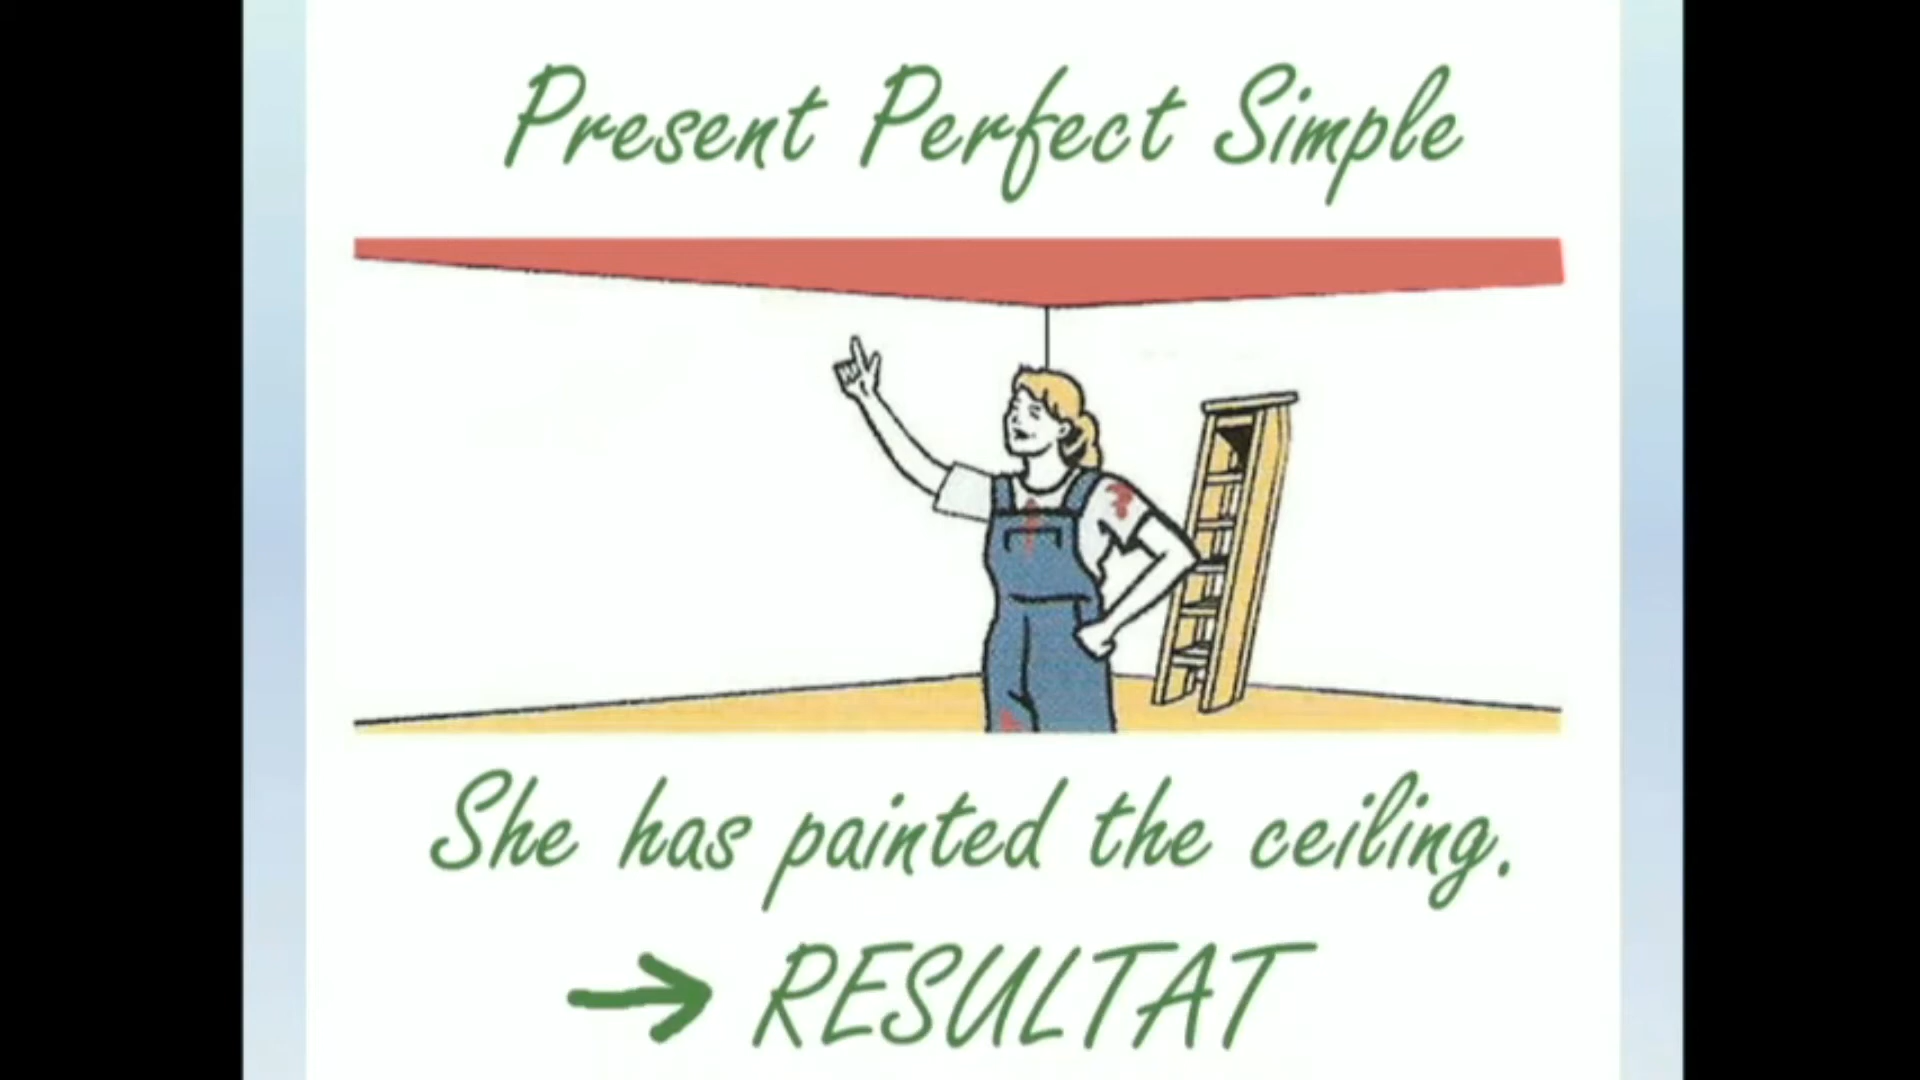 Present Perfect Simple
She has painted the ceiling.
→ RESULTAT